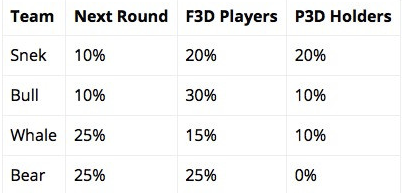 Team Next Round F3D Players P3D Holders
Snek 10% 20% 20%
Bull 10% 30% 10%
Whale 25% 15% 10%
Bear 25% 25% 0%